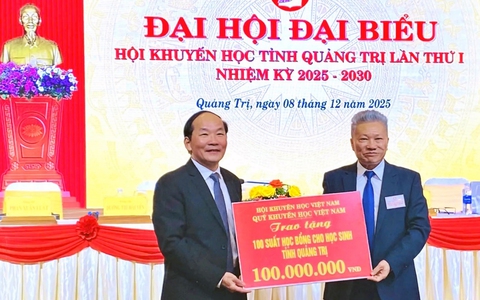 ĐẠI HỘI ĐẠI BIỂU
HỘI KHUYẾN HỌC TỈNH QUẢNG TRỊ LẦN THỨ I
NHIỆM KỲ 2025 - 2030
Quảng Trị, ngày 08 tháng 12 năm 2025
HỘI KHUYẾN HỌC VIỆT NAM
QUỸ KHUYẾN HỌC VIỆT NAM
Trao tặng
100 SUẤT HỌC BỔNG CHO HỌC SINH
TỈNH QUẢNG TRỊ
100.000.000 VNĐ